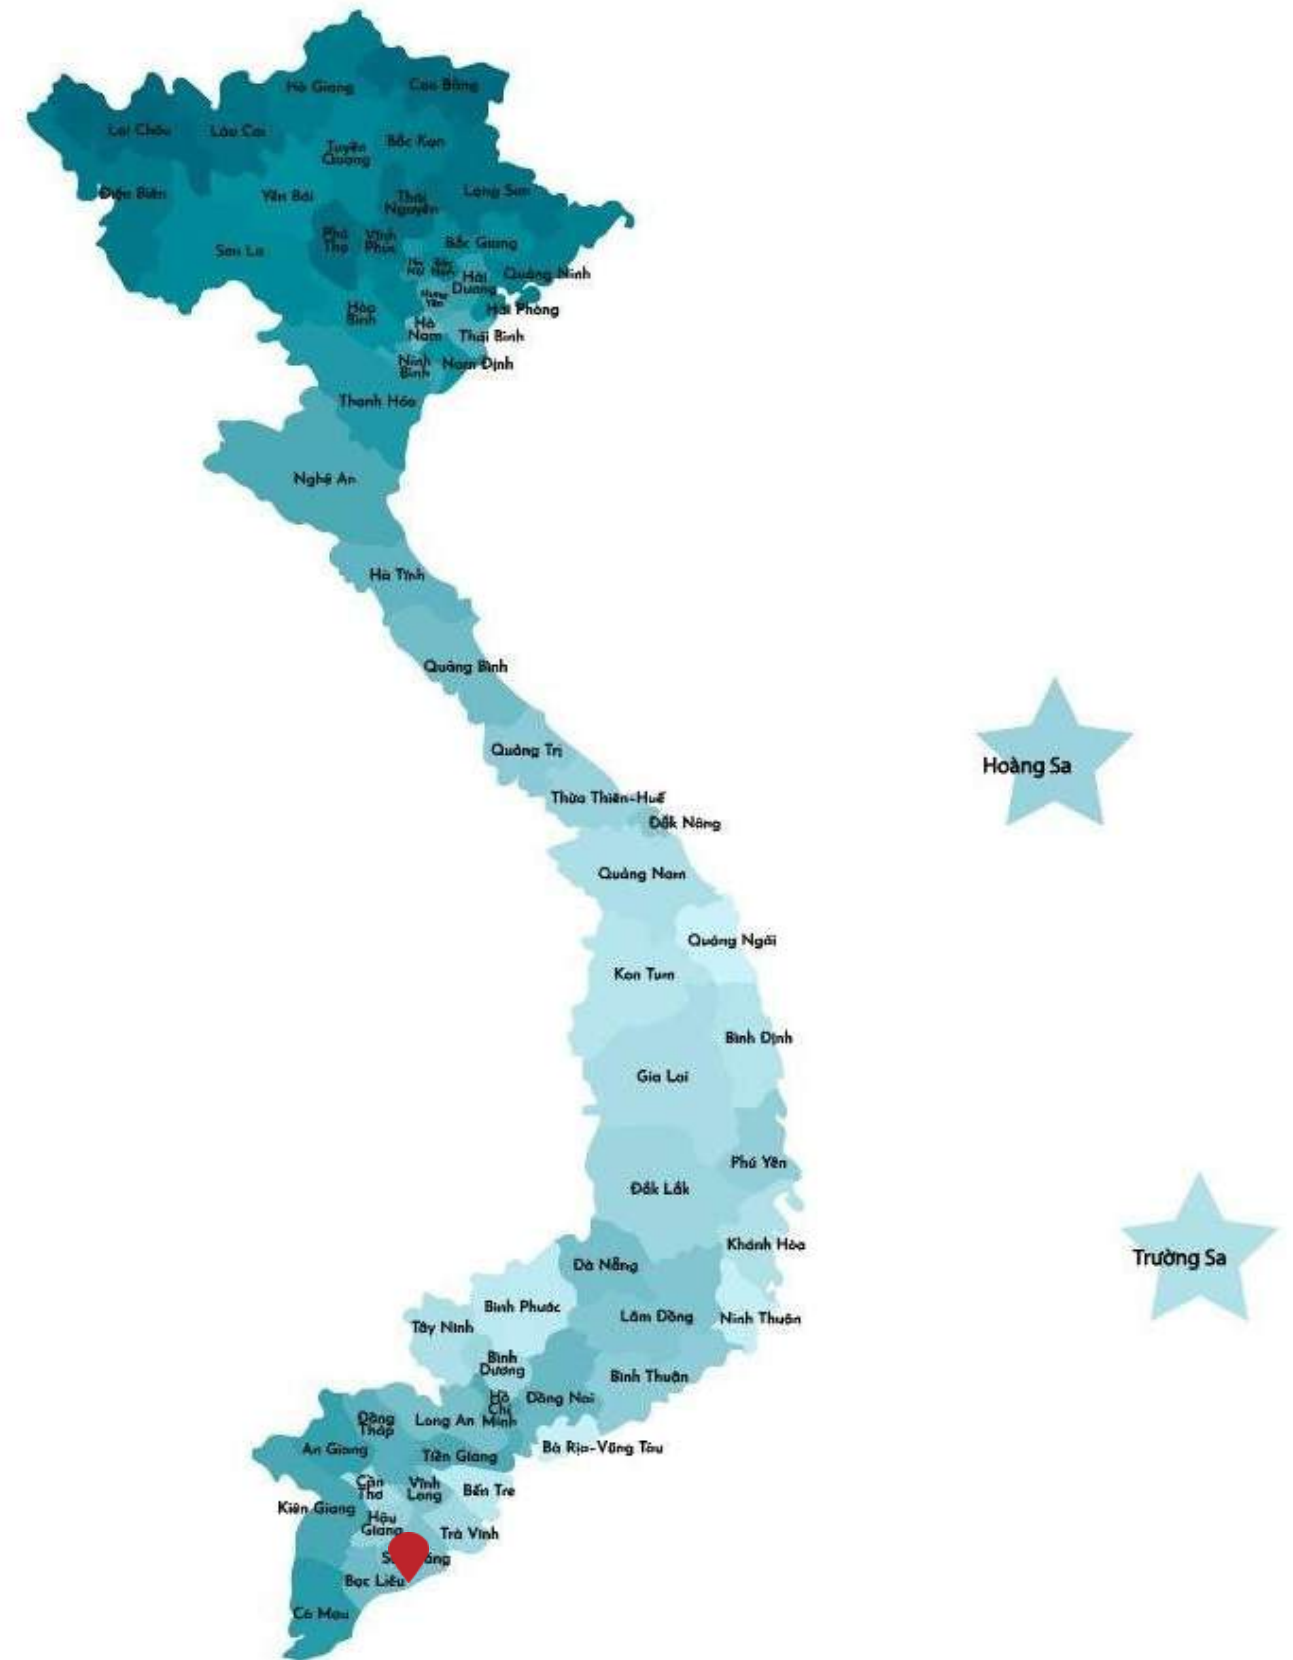 Hà Giang
Cao Bằng
Lai Châu
Lào Cai
Tuyên
Quang
Bắc Kạn
Điện Biên
Yên Bái
Thái
Nguyên
Lạng Sơn
Phú
Thọ
Vĩnh
Phúc
Sơn La
Bắc Giang
Hà
Nội
Bắc
Ninh
Hải
Dương
Quảng Ninh
Hưng
Yên
Hòa
Bình
Hải Phòng
Hà
Nam
Thái Bình
Ninh
Bình
Nam Định
Thanh Hóa
Nghệ An
Hà Tĩnh
Quảng Bình
Quảng Trị
Hoàng Sa
Thừa Thiên-Huế
Đắk Nông
Quảng Nam
Quảng Ngãi
Kon Tum
Bình Định
Gia Lai
Phú Yên
Đắk Lắk
Khánh Hòa
Trường Sa
Đà Nẵng
Bình Phước
Lâm Đồng
Ninh Thuận
Tây Ninh
Bình
Dương
Bình Thuận
Hồ
Chí
Minh
Đồng Nai
Đồng
Tháp
Long An
An Giang
Bà Rịa-Vũng Tàu
Tiền Giang
Cần
Thơ
Vĩnh
Long
Bến Tre
Kiên Giang
Hậu
Giang
Trà Vinh
Bạc Liêu
Cà Mau